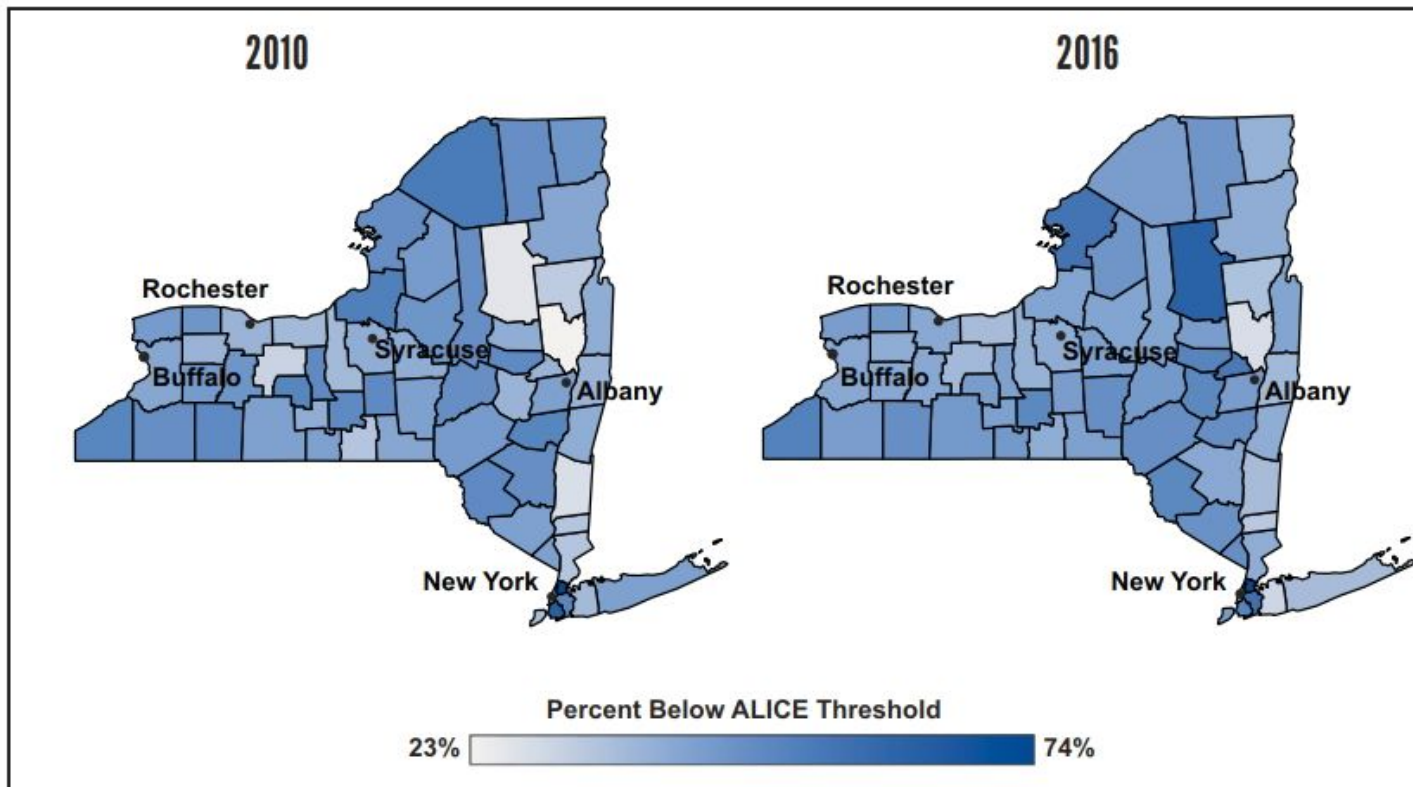 2010
2016
Rochester
Syracuse
Buffalo
Albany
New York
Rochester
Syracuse
Buffalo
Albany
New York
Percent Below ALICE Threshold
23%
74%